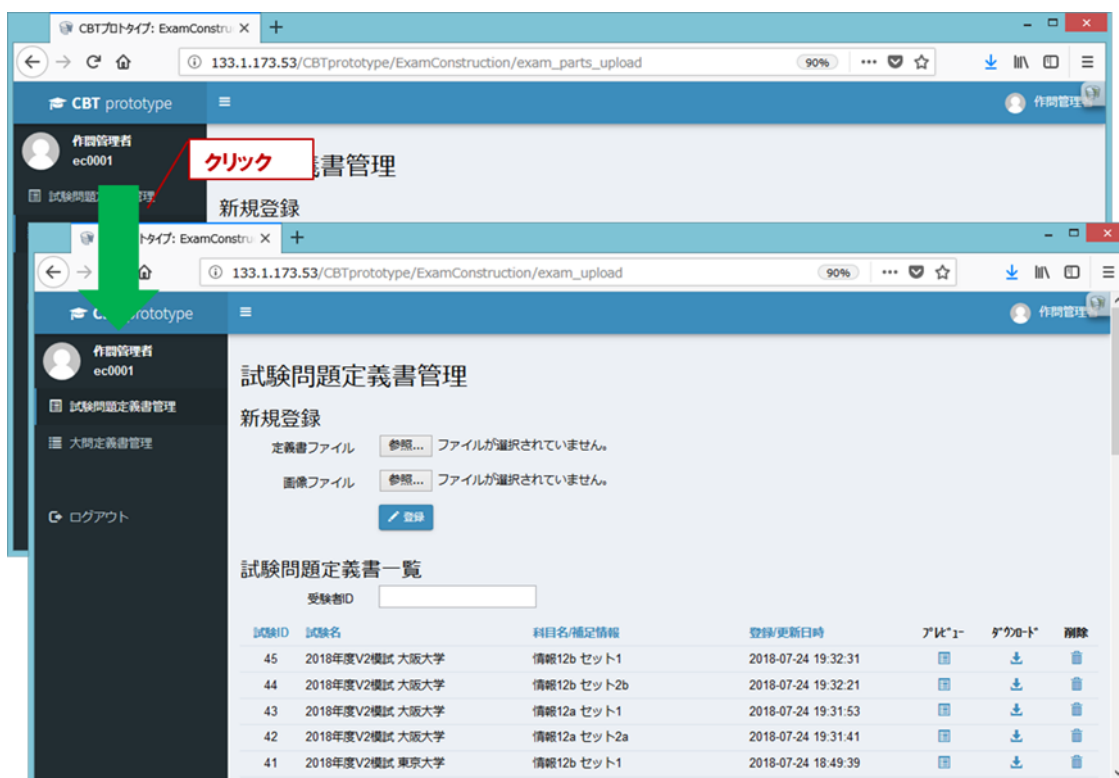 CBTプロトタイプ: ExamConstru
133.1.173.53/CBTprototype/ExamConstruction/exam_parts_upload
90%
CBT prototype
作問管理
作問管理者
ec0001
クリック
書管理
試験問題
理
新規登録
トタイプ: ExamConstru
133.1.173.53/CBTprototype/ExamConstruction/exam_upload
90%
prototype
作問管理
作問管理者
ec0001
試験問題定義書管理
大問定義書管理
ログアウト
試験問題定義書管理
新規登録
定義書ファイル 参照... ファイルが選択されていません。
画像ファイル 参照... ファイルが選択されていません。
登録
試験問題定義書一覧
受験者ID
試験ID 試験名 科目名/補足情報 登録/更新日時 ﾌﾟﾚﾋﾞｭｰ ﾀﾞｳﾝﾛｰﾄﾞ 削除
45 2018年度V2模試 大阪大学 情報12b セット1 2018-07-24 19:32:31
44 2018年度V2模試 大阪大学 情報12b セット2b 2018-07-24 19:32:21
43 2018年度V2模試 大阪大学 情報12a セット1 2018-07-24 19:31:53
42 2018年度V2模試 大阪大学 情報12a セット2a 2018-07-24 19:31:41
41 2018年度V2模試 東京大学 情報12b セット1 2018-07-24 18:49:39